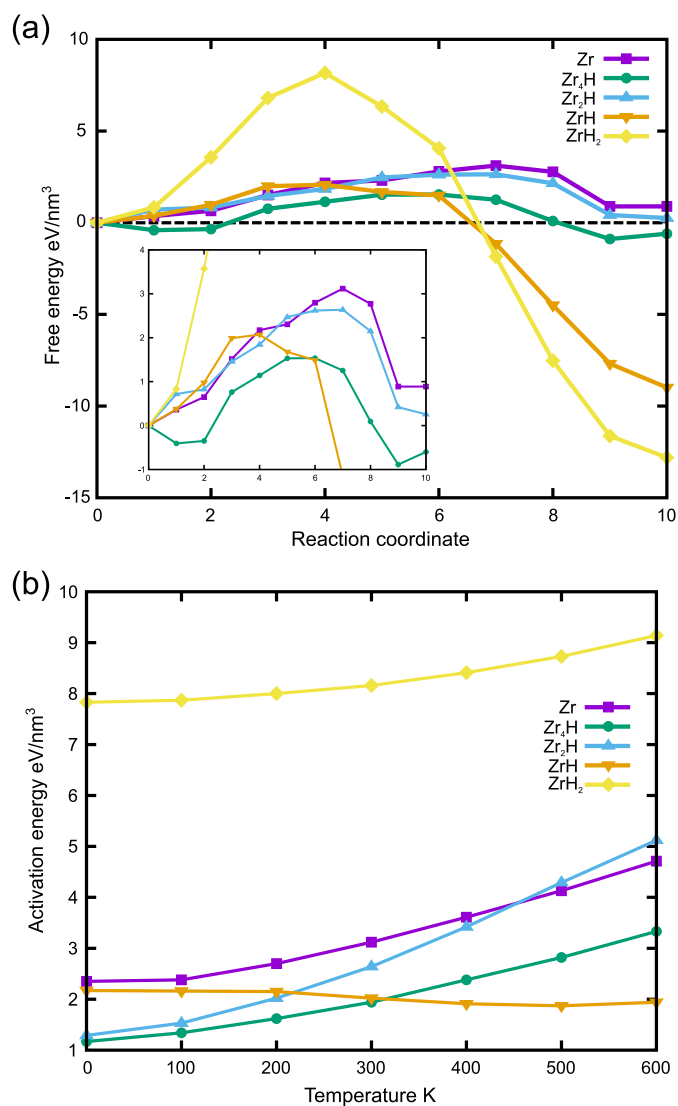 (a)
10
5
0
-5
-10
-15
Free energy eV/nm³
Zr
Zr₄H
Zr₂H
ZrH
ZrH₂
4
3
2
1
0
-1
0
2
4
6
8
10
0
2
4
6
8
10
Reaction coordinate
(b)
10
9
8
7
6
5
4
3
2
1
Activation energy eV/nm³
Zr
Zr₄H
Zr₂H
ZrH
ZrH₂
0
100
200
300
400
500
600
Temperature K